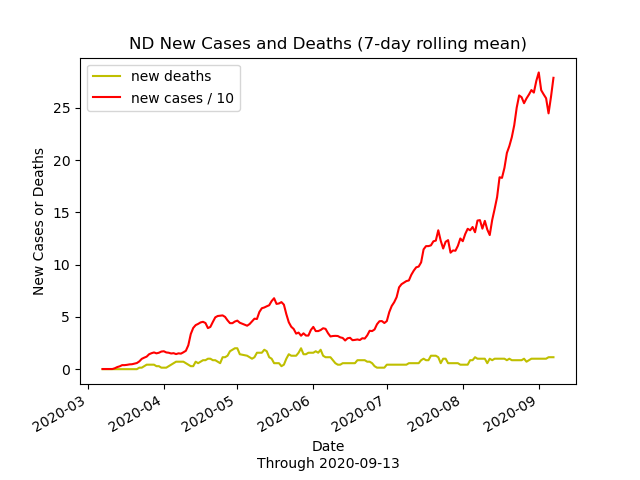 ND New Cases and Deaths (7-day rolling mean)
new deaths
new cases / 10
New Cases or Deaths
25
20
15
10
5
0
2020-03
2020-04
2020-05
2020-06
2020-07
2020-08
2020-09
Date
Through 2020-09-13